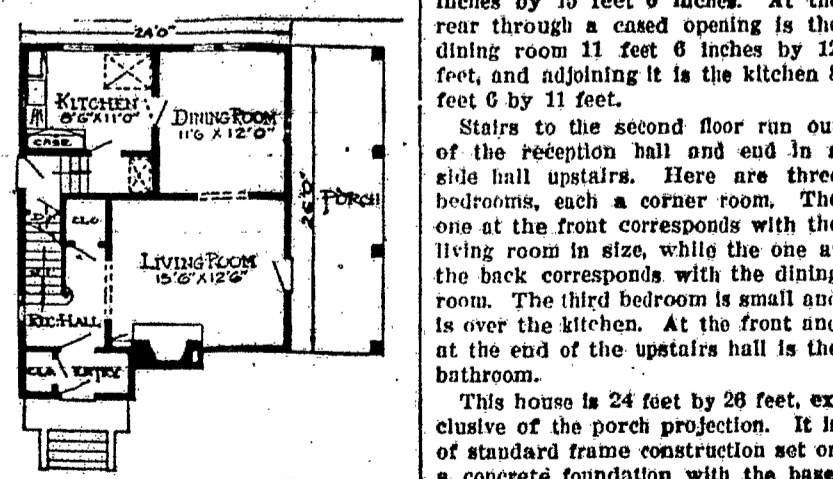 24'0"
KITCHEN
8'6"X11'0"
CASE
DINING ROOM
11'6 X 12'0"
26'0"
PORCH
CLO
LIVING ROOM
15'6"X12'6"
REC. HALL
CLO
ENTRY
inches by 15 feet 6 inches. At the
rear through a cased opening is the
dining room 11 feet 6 inches by 12
feet, and adjoining it is the kitchen 8
feet 6 by 11 feet.
Stairs to the second floor run ou
of the reception hall and end in a
side hall upstairs. Here are three
bedrooms, each a corner room. The
one at the front corresponds with the
living room in size, while the one a
the back corresponds with the dining
room. The third bedroom is small and
is over the kitchen. At the front and
at the end of the upstairs hall is the
bathroom.
This house is 24 feet by 26 feet, ex
clusive of the porch projection. It is
of standard frame construction set on
a concrete foundation with the base